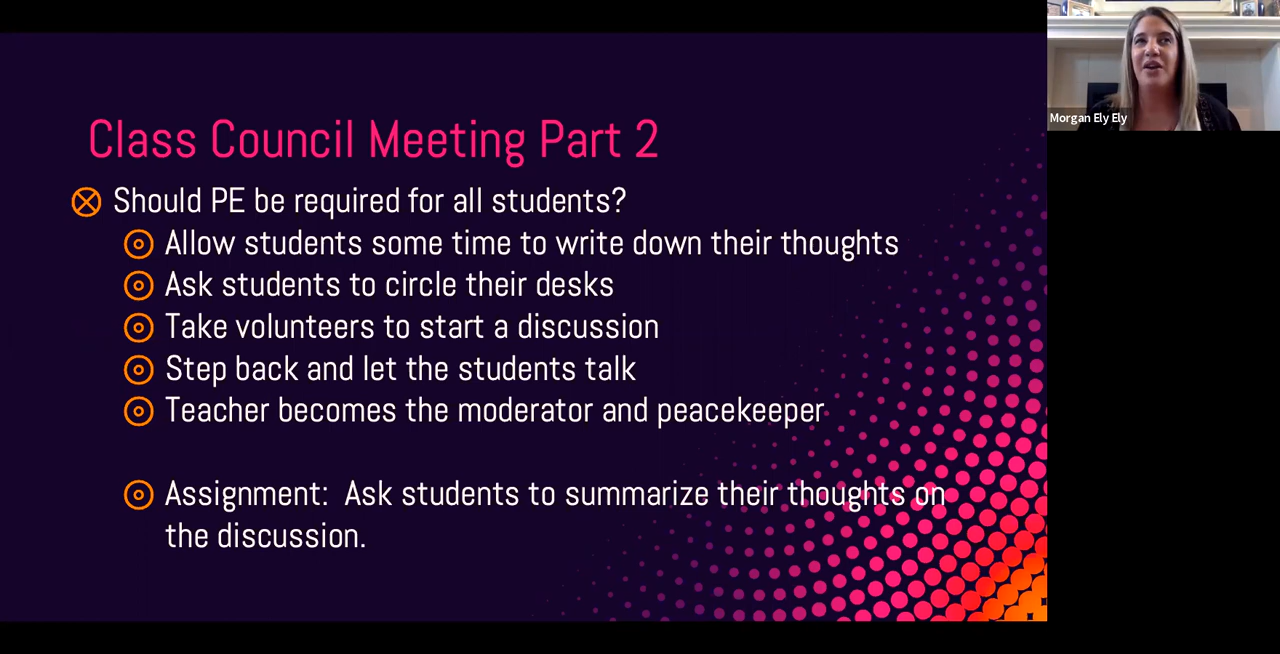 Class Council Meeting Part 2
Should PE be required for all students?
Allow students some time to write down their thoughts
Ask students to circle their desks
Take volunteers to start a discussion
Step back and let the students talk
Teacher becomes the moderator and peacekeeper
Assignment:  Ask students to summarize their thoughts on
the discussion.
Morgan Ely Ely